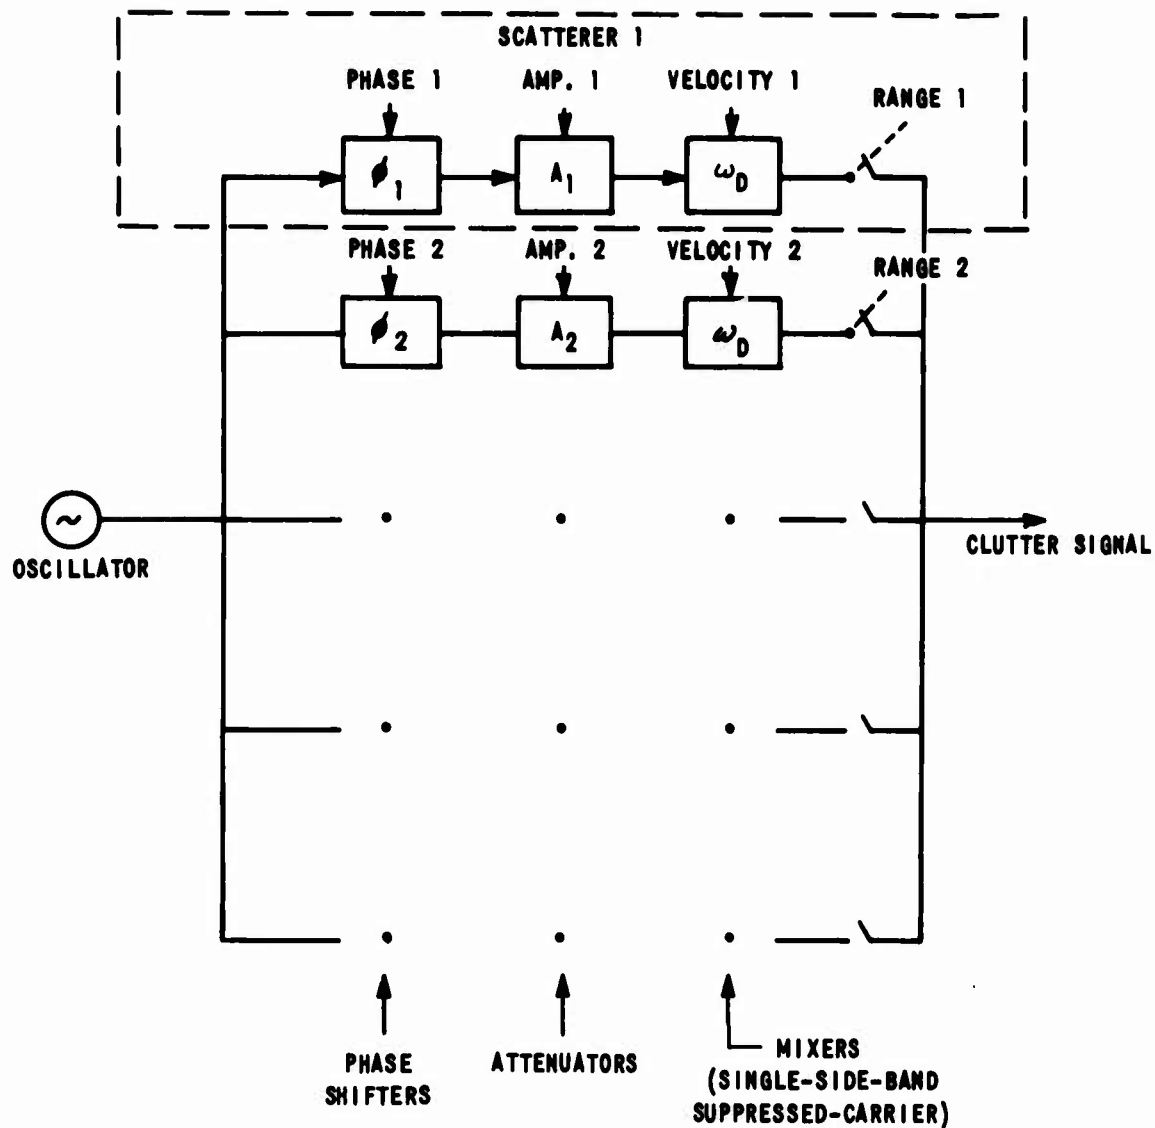 SCATTERER 1
PHASE 1 AMP. 1 VELOCITY 1
RANGE 1
ϕ1 A1 ωD
PHASE 2 AMP. 2 VELOCITY 2
RANGE 2
ϕ2 A2 ωD
~
OSCILLATOR
CLUTTER SIGNAL
PHASE
SHIFTERS
ATTENUATORS
MIXERS
(SINGLE-SIDE-BAND
SUPPRESSED-CARRIER)